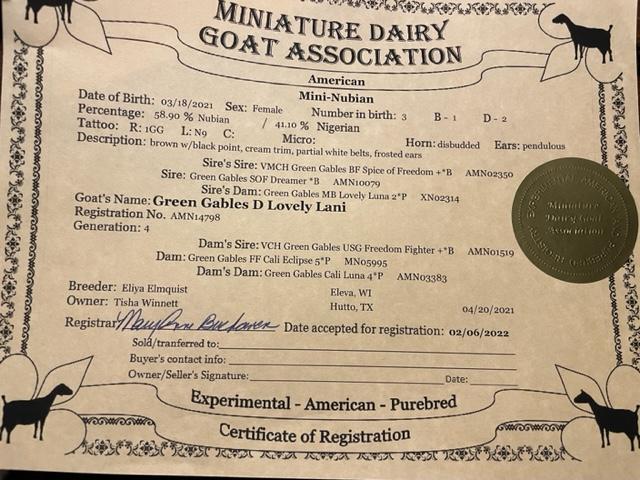 MINIATURE DAIRY
GOAT ASSOCIATION
American
Mini-Nubian
Date of Birth: 03/18/2021 Sex: Female Number in birth: 3 B - 1 D - 2
Percentage: 58.90 % Nubian / 41.10 % Nigerian
Tattoo: R: 1GG L: N9 C: Micro: Horn: disbudded Ears: pendulous
Description: brown w/black point, cream trim, partial white belts, frosted ears
Sire's Sire: VMCH Green Gables BF Spice of Freedom +*B AMN02350
Sire: Green Gables SOF Dreamer *B AMN10079
Sire's Dam: Green Gables MB Lovely Luna 2*P XN02314
Goat's Name: Green Gables D Lovely Lani
Registration No. AMN14798
Generation: 4
Dam's Sire: VCH Green Gables USG Freedom Fighter +*B AMN01519
Dam: Green Gables FF Cali Eclipse 5*P MN05995
Dam's Dam: Green Gables Cali Luna 4*P AMN03383
Breeder: Eliya Elmquist Eleva, WI
Owner: Tisha Winnett Hutto, TX 04/20/2021
Registrar Date accepted for registration: 02/06/2022
Sold/tranferred to:
Buyer's contact info:
Owner/Seller's Signature: Date:
Experimental - American - Purebred
Certificate of Registration
Miniature
Dairy Goat
Association